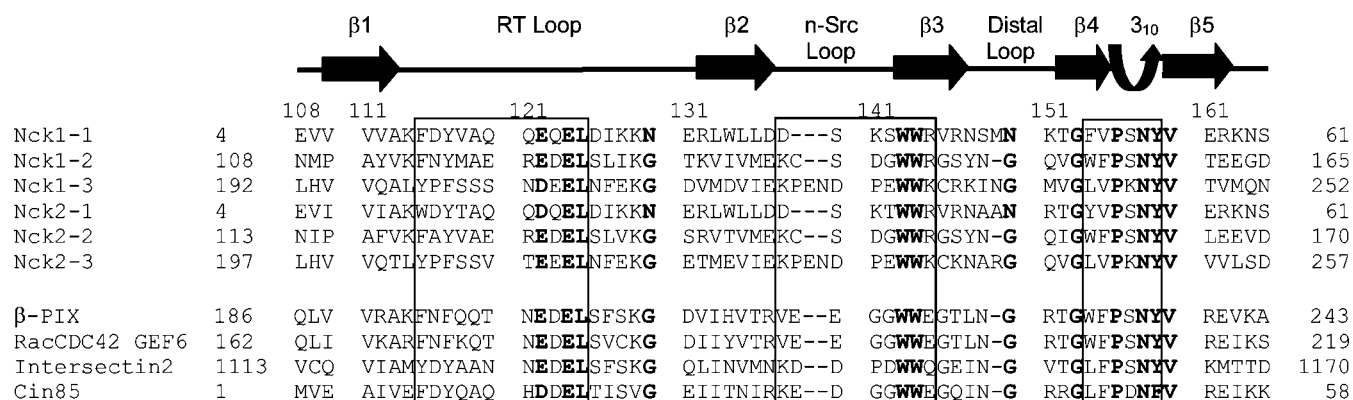 β1 RT Loop β2 n-Src Loop β3 Distal Loop β4 3₁₀ β5
108 111 121 131 141 151 161
Nck1-1 4 EVV VVAKFDYVAQ QEQELDIKKN ERLWLLDD---S KSWWRVRNSMN KTGFVPSNYV ERKNS 61
Nck1-2 108 NMP AYVKFNYMAE REDELSLIKG TKVIVMEKC--S DGWWRGSYN-G QVGWFPSNYV TEEGD 165
Nck1-3 192 LHV VQALYPFSSS NDEELNFEKG DVMDVIEKPEND PEWWKCRKING MVGLVPKNYV TVMQN 252
Nck2-1 4 EVI VIAKWDYTAQ QDQELDIKKN ERLWLLDD---S KTWWRVRNAAN RTGYVPSNYV ERKNS 61
Nck2-2 113 NIP AFVKFAYVAE REDELSLVKG SRVTVMEKC--S DGWWRGSYN-G QIGWFPSNYV LEEVD 170
Nck2-3 197 LHV VQTLYPFSSV TEEELNFEKG ETMEVIEKPEND PEWWKCKNARG QVGLVPKNYV VVLSD 257
β-PIX 186 QLV VRAKFNFQQT NEDELSFSKG DVIHVTRVE--E GGWWEGTLN-G RTGWFPSNYV REVKA 243
RacCDC42 GEF6 162 QLI VKARFNFKQT NEDELSVCKG DIIYVTRVE--E GGWWEGTLN-G RTGWFPSNYV REIKS 219
Intersectin2 1113 VCQ VIAMYDYAAN NEDELNFSKG QLINVMNKD--D PDWWQGEIN-G VTGLFPSNYV KMTTD 1170
Cin85 1 MVE AIVEFDYQAQ HDDELTISVG EIITNIRKE--D GGWWEGQIN-G RRGLFPDNFV REIKK 58